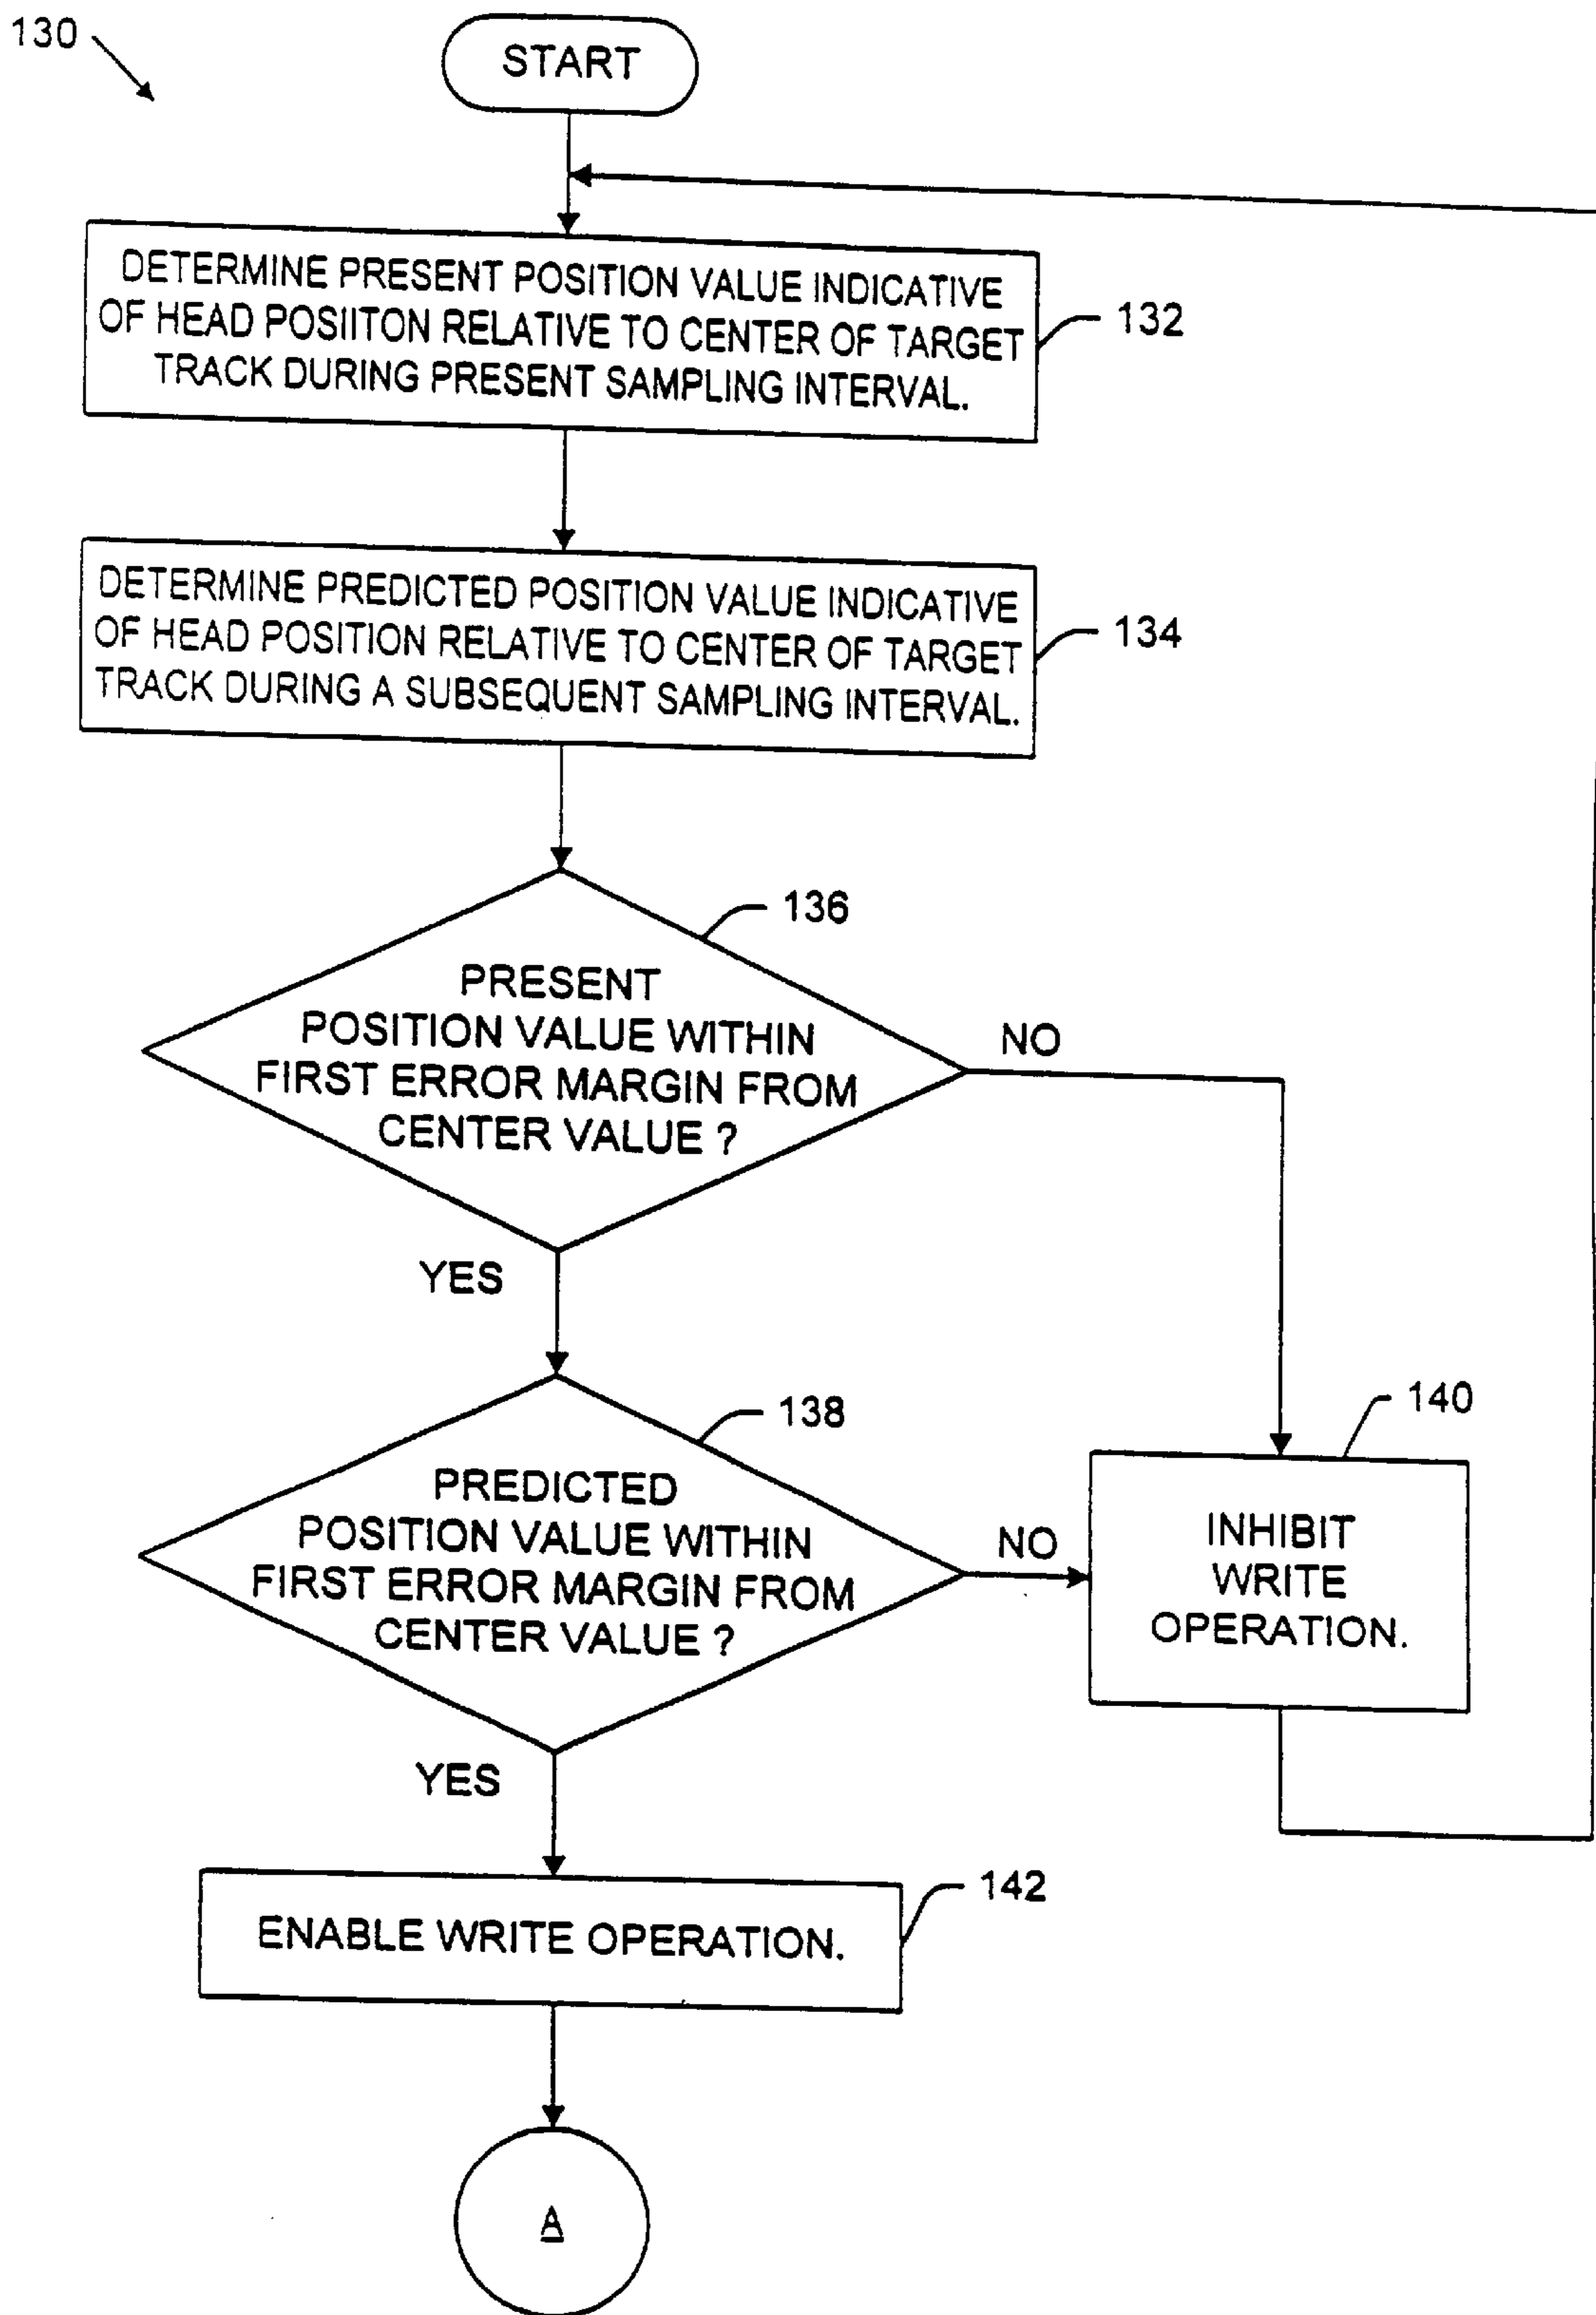 130
START
DETERMINE PRESENT POSITION VALUE INDICATIVE
OF HEAD POSIITON RELATIVE TO CENTER OF TARGET
TRACK DURING PRESENT SAMPLING INTERVAL.
132
DETERMINE PREDICTED POSITION VALUE INDICATIVE
OF HEAD POSITION RELATIVE TO CENTER OF TARGET
TRACK DURING A SUBSEQUENT SAMPLING INTERVAL.
134
136
PRESENT
POSITION VALUE WITHIN
FIRST ERROR MARGIN FROM
CENTER VALUE ?
NO
YES
138
PREDICTED
POSITION VALUE WITHIN
FIRST ERROR MARGIN FROM
CENTER VALUE ?
NO
140
INHIBIT
WRITE
OPERATION.
YES
142
ENABLE WRITE OPERATION.
A